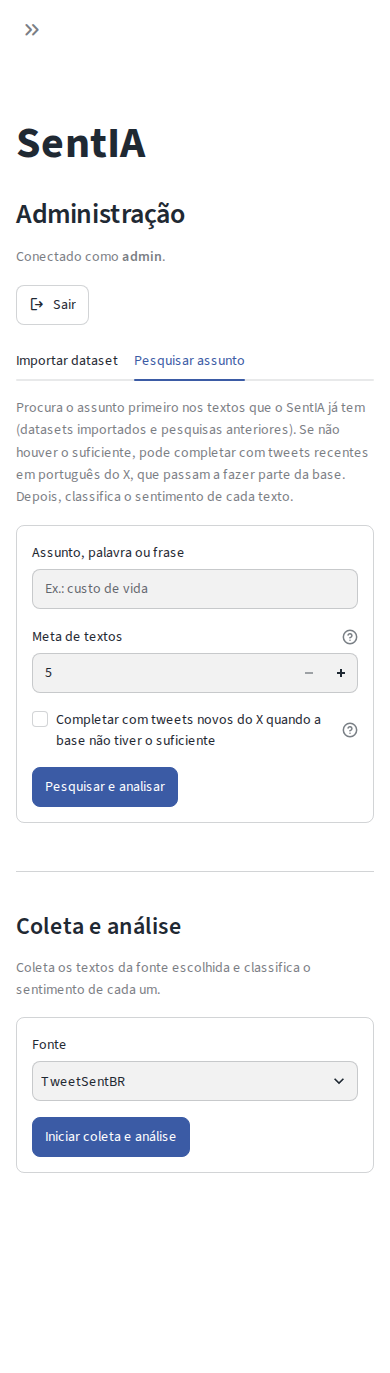 SentIA
Administração
Conectado como admin.
Sair
Importar dataset
Pesquisar assunto
Procura o assunto primeiro nos textos que o SentIA já tem
(datasets importados e pesquisas anteriores). Se não
houver o suficiente, pode completar com tweets recentes
em português do X, que passam a fazer parte da base.
Depois, classifica o sentimento de cada texto.
Assunto, palavra ou frase
Ex.: custo de vida
Meta de textos
5
Completar com tweets novos do X quando a
base não tiver o suficiente
Pesquisar e analisar
Coleta e análise
Coleta os textos da fonte escolhida e classifica o
sentimento de cada um.
Fonte
TweetSentBR
Iniciar coleta e análise